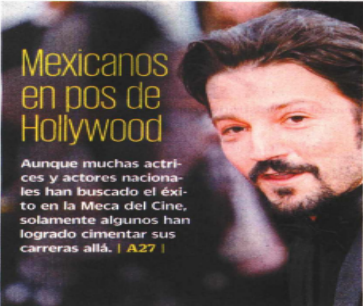 Mexicanos
en pos de
Hollywood
Aunque muchas actri-
ces y actores naciona-
les han buscado el éxi-
to en la Meca del Cine,
solamente algunos han
logrado cimentar sus
carreras allá. | A27 |